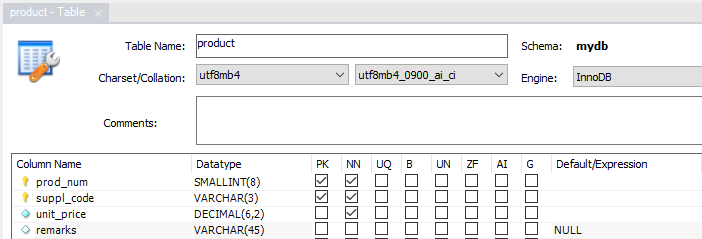 product - Table
Table Name: product Schema: mydb
Charset/Collation: utf8mb4 utf8mb4_0900_ai_ci Engine: InnoDB
Comments:
Column Name Datatype PK NN UQ B UN ZF AI G Default/Expression
prod_num SMALLINT(8)
suppl_code VARCHAR(3)
unit_price DECIMAL(6,2)
remarks VARCHAR(45) NULL